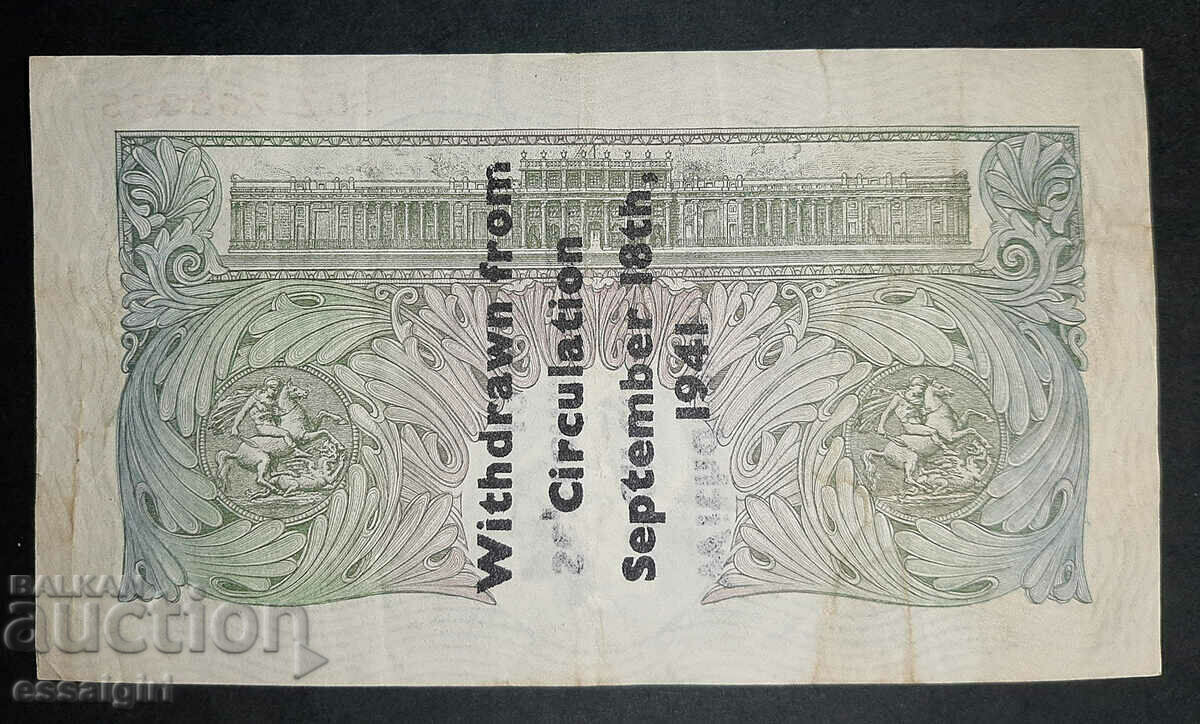 Withdrawn from
Circulation
September 18th,
1941
BALKAN
auction
essaigiri